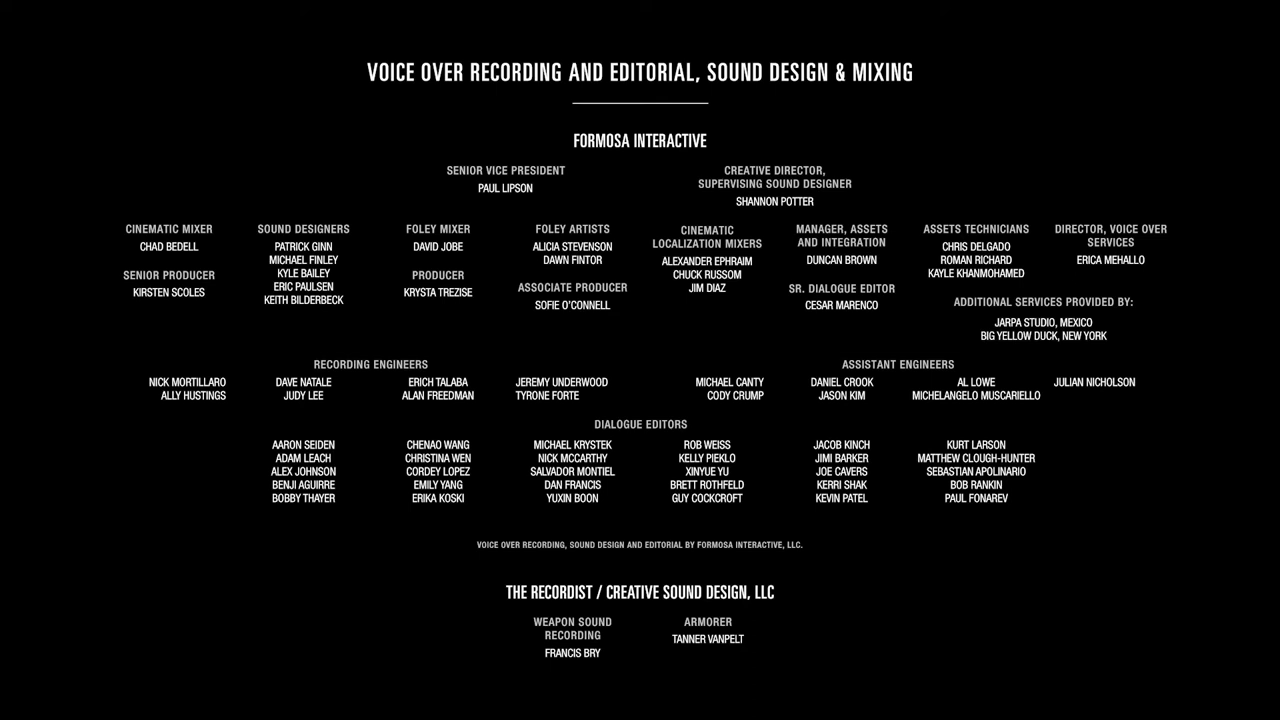 VOICE OVER RECORDING AND EDITORIAL, SOUND DESIGN & MIXING
FORMOSA INTERACTIVE
SENIOR VICE PRESIDENT
PAUL LIPSON
CREATIVE DIRECTOR,
SUPERVISING SOUND DESIGNER
SHANNON POTTER
CINEMATIC MIXER
CHAD BEDELL
SENIOR PRODUCER
KIRSTEN SCOLES
SOUND DESIGNERS
PATRICK GINN
MICHAEL FINLEY
KYLE BAILEY
ERIC PAULSEN
KEITH BILDERBECK
FOLEY MIXER
DAVID JOBE
PRODUCER
KRYSTA TREZISE
FOLEY ARTISTS
ALICIA STEVENSON
DAWN FINTOR
ASSOCIATE PRODUCER
SOFIE O'CONNELL
CINEMATIC
LOCALIZATION MIXERS
ALEXANDER EPHRAIM
CHUCK RUSSOM
JIM DIAZ
MANAGER, ASSETS
AND INTEGRATION
DUNCAN BROWN
SR. DIALOGUE EDITOR
CESAR MARENCO
ASSETS TECHNICIANS
CHRIS DELGADO
ROMAN RICHARD
KAYLE KHANMOHAMED
DIRECTOR, VOICE OVER
SERVICES
ERICA MEHALLO
ADDITIONAL SERVICES PROVIDED BY:
JARPA STUDIO, MEXICO
BIG YELLOW DUCK, NEW YORK
RECORDING ENGINEERS
NICK MORTILLARO
ALLY HUSTINGS
DAVE NATALE
JUDY LEE
ERICH TALABA
ALAN FREEDMAN
JEREMY UNDERWOOD
TYRONE FORTE
ASSISTANT ENGINEERS
MICHAEL CANTY
CODY CRUMP
DANIEL CROOK
JASON KIM
AL LOWE
MICHELANGELO MUSCARIELLO
JULIAN NICHOLSON
DIALOGUE EDITORS
AARON SEIDEN
ADAM LEACH
ALEX JOHNSON
BENJI AGUIRRE
BOBBY THAYER
CHENAO WANG
CHRISTINA WEN
CORDEY LOPEZ
EMILY YANG
ERIKA KOSKI
MICHAEL KRYSTEK
NICK MCCARTHY
SALVADOR MONTIEL
DAN FRANCIS
YUXIN BOON
ROB WEISS
KELLY PIEKLO
XINYUE YU
BRETT ROTHFELD
GUY COCKCROFT
JACOB KINCH
JIMI BARKER
JOE CAVERS
KERRI SHAK
KEVIN PATEL
KURT LARSON
MATTHEW CLOUGH-HUNTER
SEBASTIAN APOLINARIO
BOB RANKIN
PAUL FONAREV
VOICE OVER RECORDING, SOUND DESIGN AND EDITORIAL BY FORMOSA INTERACTIVE, LLC.
THE RECORDIST / CREATIVE SOUND DESIGN, LLC
WEAPON SOUND
RECORDING
FRANCIS BRY
ARMORER
TANNER VANPELT